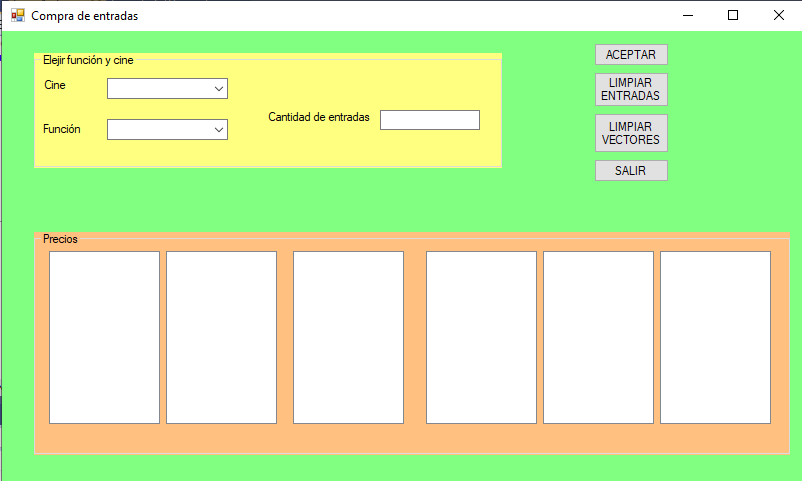 Compra de entradas
Elejir función y cine
Cine
Función
Cantidad de entradas
ACEPTAR
LIMPIAR
ENTRADAS
LIMPIAR
VECTORES
SALIR
Precios